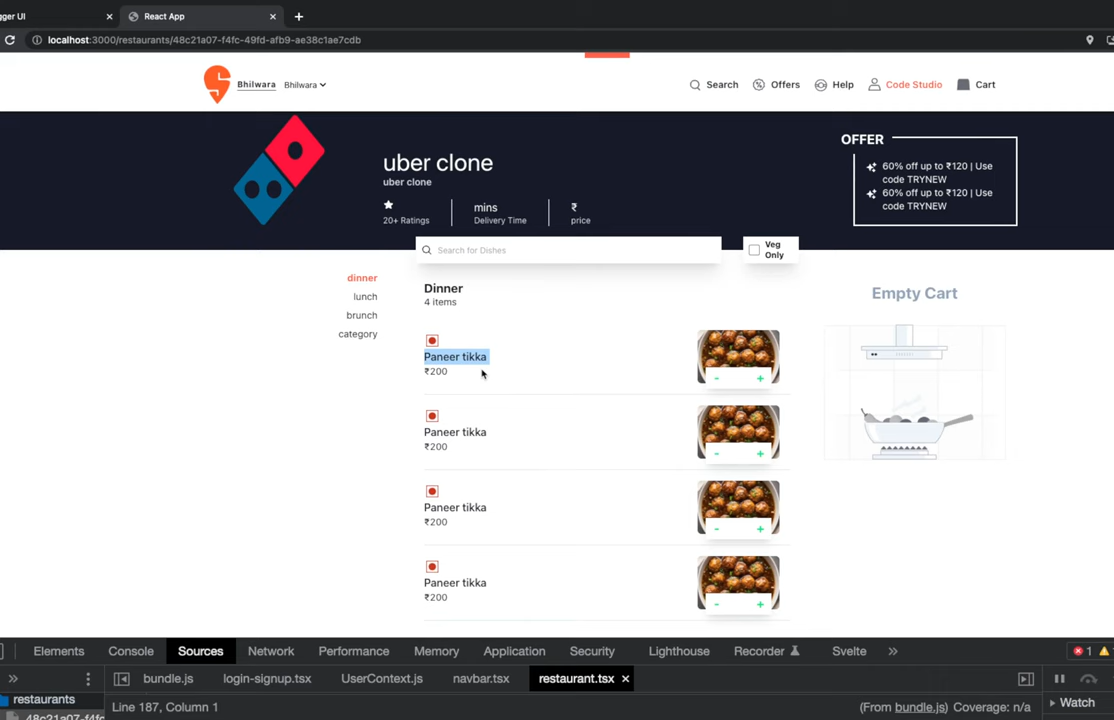 gger UI
React App
localhost:3000/restaurants/48c21a07-f4fc-49fd-afb9-ae38c1ae7cdb
Bhilwara Bhilwara Search Offers Help Code Studio Cart
uber clone
uber clone
20+ Ratings
mins
Delivery Time
₹
price
OFFER
60% off up to ₹120 | Use
code TRYNEW
60% off up to ₹120 | Use
code TRYNEW
Search for Dishes
Veg
Only
dinner
lunch
brunch
category
Dinner
4 items
Paneer tikka
₹200
- +
Paneer tikka
₹200
- +
Paneer tikka
₹200
- +
Paneer tikka
₹200
- +
Empty Cart
Elements Console Sources Network Performance Memory Application Security Lighthouse Recorder Svelte » 1
» bundle.js login-signup.tsx UserContext.js navbar.tsx restaurant.tsx ×
restaurants
48c21a07-f4fc
Line 187, Column 1 (From bundle.js) Coverage: n/a
Watch